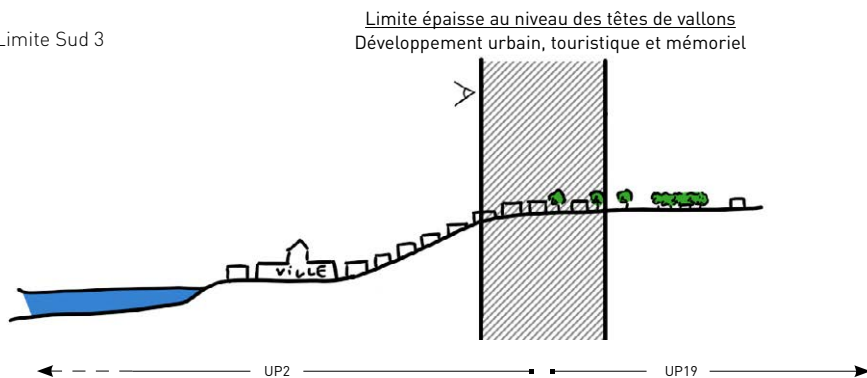 Limite épaisse au niveau des têtes de vallons
Limite Sud 3
Développement urbain, touristique et mémoriel
VILLE
UP2
UP19